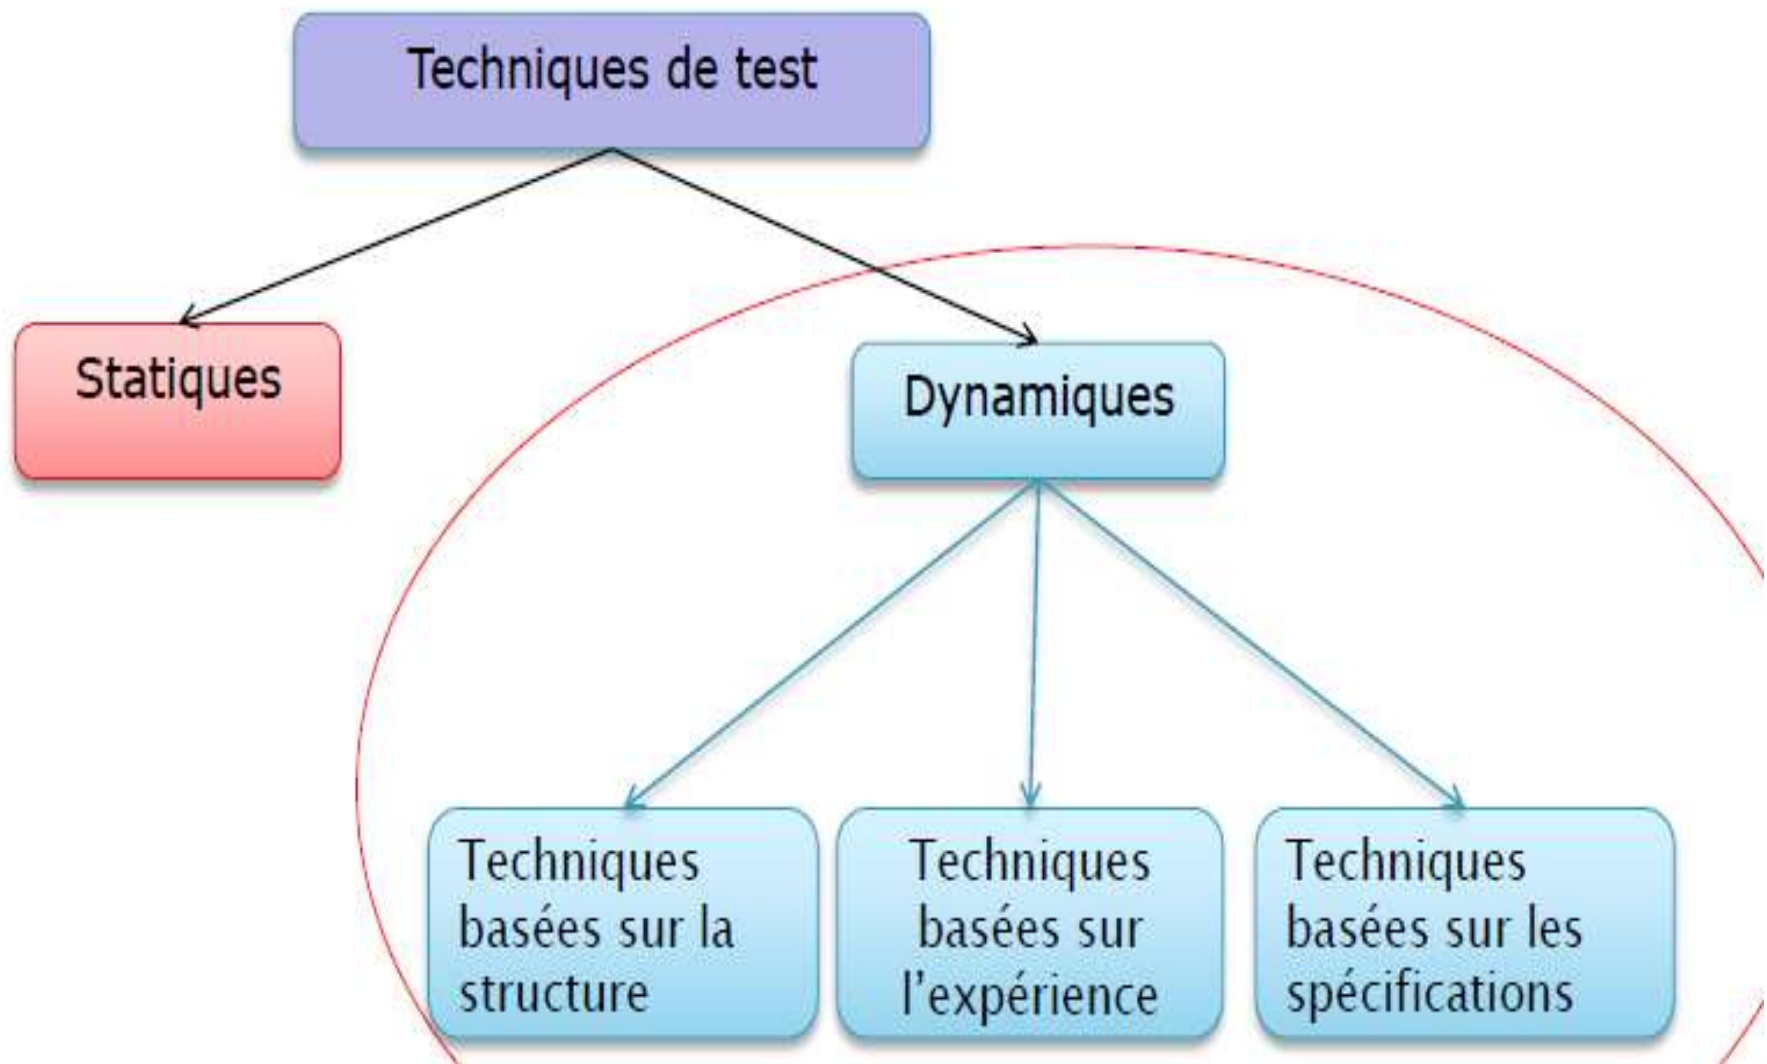 Techniques de test
Statiques
Dynamiques
Techniques
basées sur la
structure
Techniques
basées sur
l'expérience
Techniques
basées sur les
spécifications